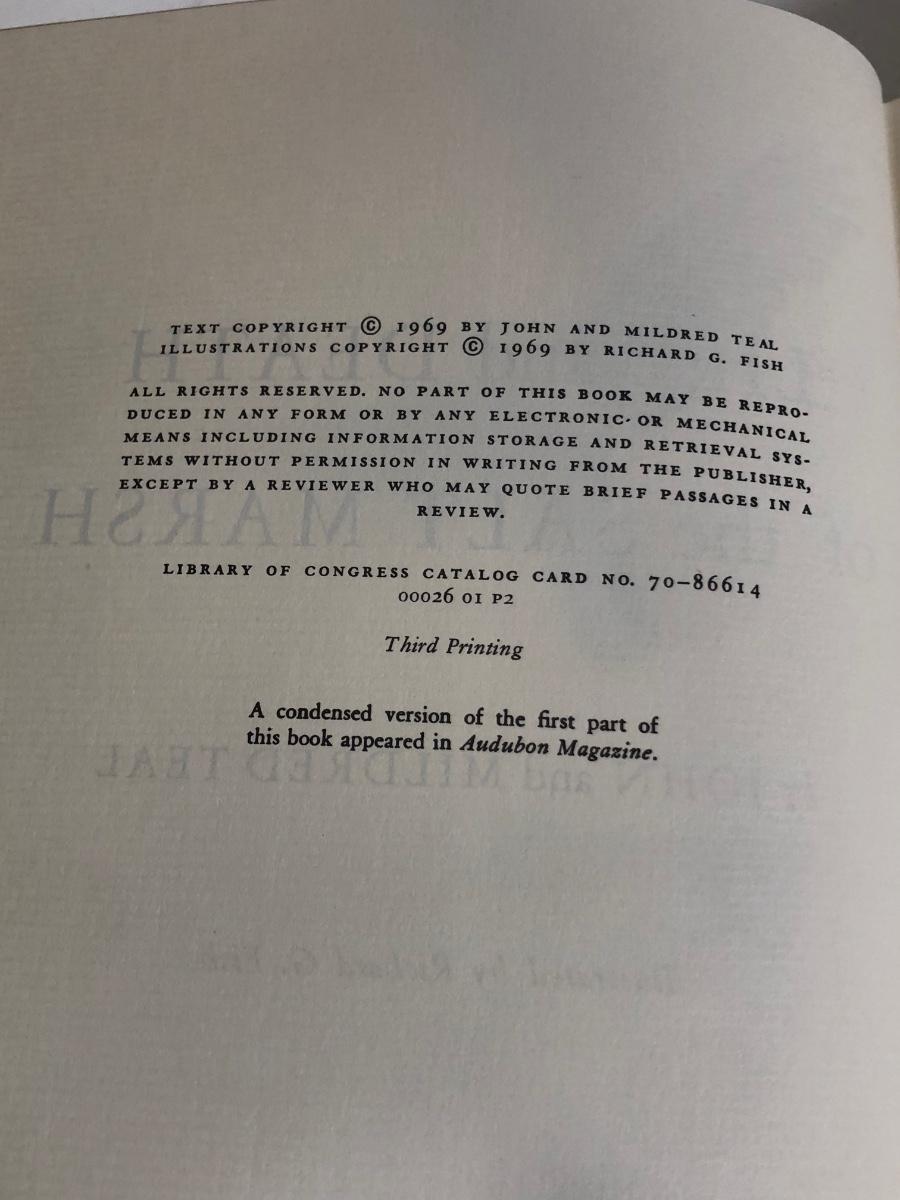 TEXT COPYRIGHT © 1969 BY JOHN AND MILDRED TEAL
ILLUSTRATIONS COPYRIGHT © 1969 BY RICHARD G. FISH
ALL RIGHTS RESERVED. NO PART OF THIS BOOK MAY BE REPRO-
DUCED IN ANY FORM OR BY ANY ELECTRONIC OR MECHANICAL
MEANS INCLUDING INFORMATION STORAGE AND RETRIEVAL SYS-
TEMS WITHOUT PERMISSION IN WRITING FROM THE PUBLISHER,
EXCEPT BY A REVIEWER WHO MAY QUOTE BRIEF PASSAGES IN A
REVIEW.
LIBRARY OF CONGRESS CATALOG CARD NO. 70–86614
00026 01 P2
Third Printing
A condensed version of the first part of
this book appeared in Audubon Magazine.